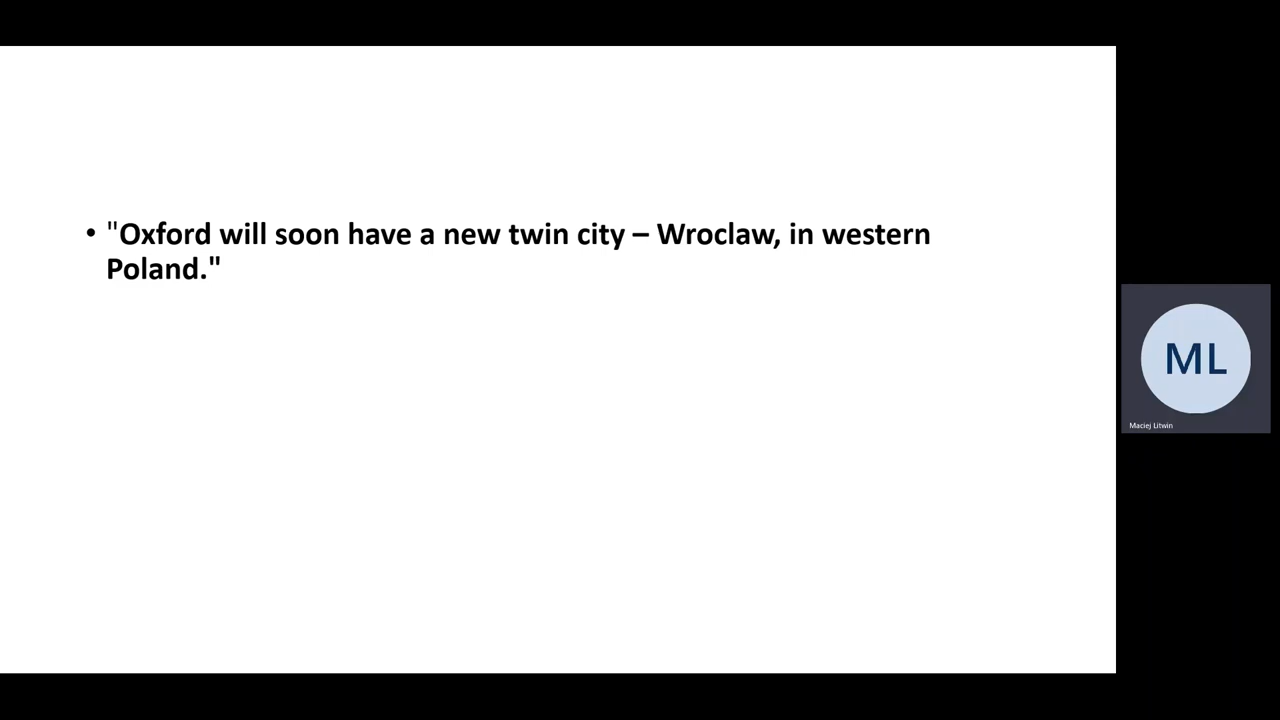 • "Oxford will soon have a new twin city – Wroclaw, in western
Poland."
ML
Maciej Litwin